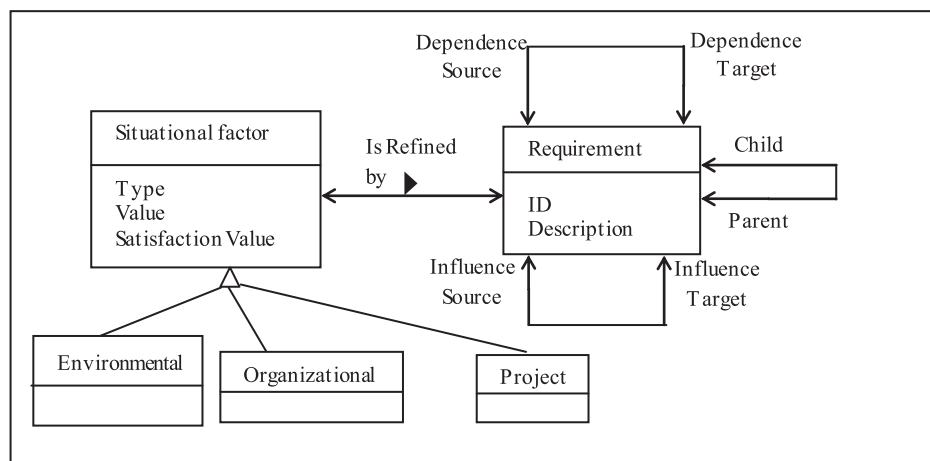 Dependence
Source
Dependence
Target
Situational factor
Type
Value
Satisfaction Value
Is Refined
by
Requirement
ID
Description
Child
Parent
Influence
Source
Influence
Target
Environmental
Organizational
Project